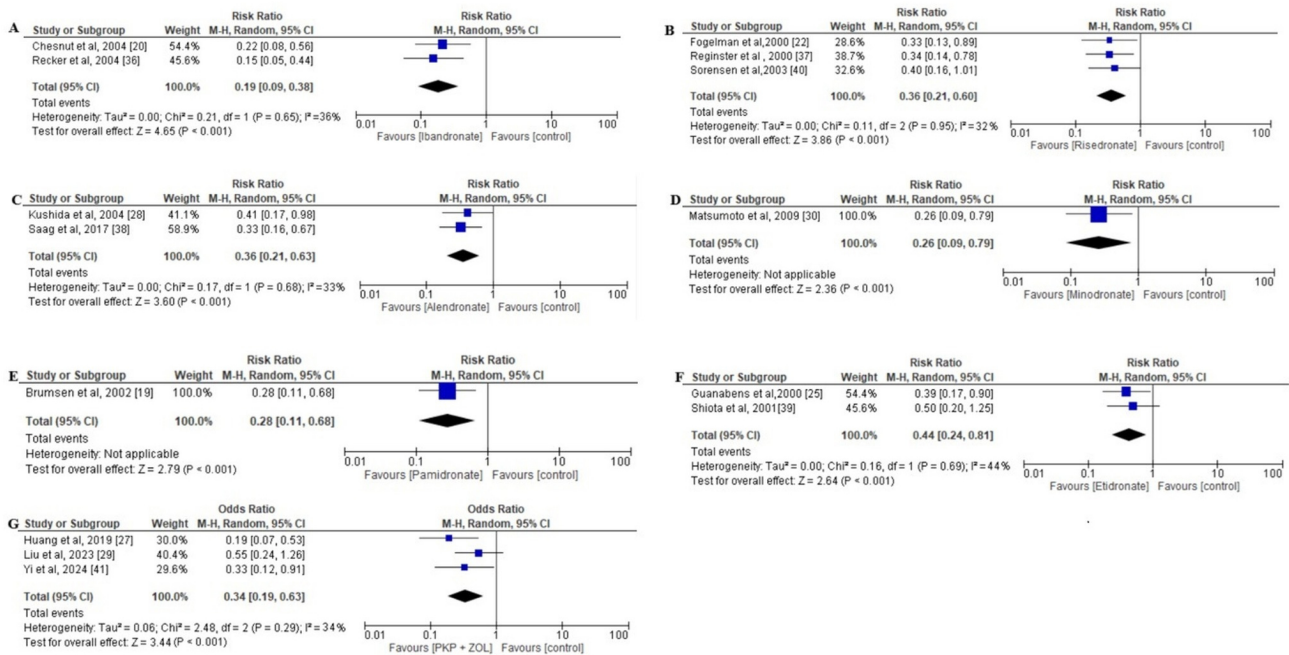 A
Risk Ratio Risk Ratio
Study or Subgroup Weight M-H, Random, 95% CI M-H, Random, 95% CI
Chesnut et al, 2004 [20] 54.4% 0.22 [0.08, 0.56]
Recker et al, 2004 [36] 45.6% 0.15 [0.05, 0.44]
Total (95% CI) 100.0% 0.19 [0.09, 0.38]
Total events
Heterogeneity: Tau² = 0.00; Chi² = 0.21, df = 1 (P = 0.65); I² = 36%
Test for overall effect: Z = 4.65 (P < 0.001)
0.01 0.1 1 10 100
Favours [Ibandronate] Favours [control]
B
Risk Ratio Risk Ratio
Study or Subgroup Weight M-H, Random, 95% CI M-H, Random, 95% CI
Fogelman et al,2000 [22] 28.6% 0.33 [0.13, 0.89]
Reginster et al, 2000 [37] 38.7% 0.34 [0.14, 0.78]
Sorensen et al,2003 [40] 32.6% 0.40 [0.16, 1.01]
Total (95% CI) 100.0% 0.36 [0.21, 0.60]
Total events
Heterogeneity: Tau² = 0.00; Chi² = 0.11, df = 2 (P = 0.95); I² = 32%
Test for overall effect: Z = 3.86 (P < 0.001)
0.01 0.1 1 10 100
Favours [Risedronate] Favours [control]
C
Risk Ratio Risk Ratio
Study or Subgroup Weight M-H, Random, 95% CI M-H, Random, 95% CI
Kushida et al, 2004 [28] 41.1% 0.41 [0.17, 0.98]
Saag et al, 2017 [38] 58.9% 0.33 [0.16, 0.67]
Total (95% CI) 100.0% 0.36 [0.21, 0.63]
Total events
Heterogeneity: Tau² = 0.00; Chi² = 0.17, df = 1 (P = 0.68); I² = 33%
Test for overall effect: Z = 3.60 (P < 0.001)
0.01 0.1 1 10 100
Favours [Alendronate] Favours [control]
D
Risk Ratio Risk Ratio
Study or Subgroup Weight M-H, Random, 95% CI M-H, Random, 95% CI
Matsumoto et al, 2009 [30] 100.0% 0.26 [0.09, 0.79]
Total (95% CI) 100.0% 0.26 [0.09, 0.79]
Total events
Heterogeneity: Not applicable
Test for overall effect: Z = 2.36 (P < 0.001)
0.01 0.1 1 10 100
Favours [Minodronate] Favours [control]
E
Risk Ratio Risk Ratio
Study or Subgroup Weight M-H, Random, 95% CI M-H, Random, 95% CI
Brumsen et al, 2002 [19] 100.0% 0.28 [0.11, 0.68]
Total (95% CI) 100.0% 0.28 [0.11, 0.68]
Total events
Heterogeneity: Not applicable
Test for overall effect: Z = 2.79 (P < 0.001)
0.01 0.1 1 10 100
Favours [Pamidronate] Favours [control]
F
Risk Ratio Risk Ratio
Study or Subgroup Weight M-H, Random, 95% CI M-H, Random, 95% CI
Guanabens et al,2000 [25] 54.4% 0.39 [0.17, 0.90]
Shiota et al, 2001[39] 45.6% 0.50 [0.20, 1.25]
Total (95% CI) 100.0% 0.44 [0.24, 0.81]
Total events
Heterogeneity: Tau² = 0.00; Chi² = 0.16, df = 1 (P = 0.69); I² = 44%
Test for overall effect: Z = 2.64 (P < 0.001)
0.01 0.1 1 10 100
Favours [Etidronate] Favours [control]
G
Odds Ratio Odds Ratio
Study or Subgroup Weight M-H, Random, 95% CI M-H, Random, 95% CI
Huang et al, 2019 [27] 30.0% 0.19 [0.07, 0.53]
Liu et al, 2023 [29] 40.4% 0.55 [0.24, 1.26]
Yi et al, 2024 [41] 29.6% 0.33 [0.12, 0.91]
Total (95% CI) 100.0% 0.34 [0.19, 0.63]
Total events
Heterogeneity: Tau² = 0.06; Chi² = 2.48, df = 2 (P = 0.29); I² = 34%
Test for overall effect: Z = 3.44 (P < 0.001)
0.01 0.1 1 10 100
Favours [PKP + ZOL] Favours [control]